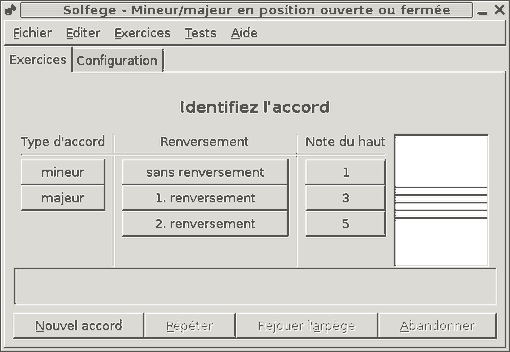 Solfege - Mineur/majeur en position ouverte ou fermée
Fichier Editer Exercices Tests Aide
Exercices Configuration
Identifiez l'accord
Type d'accord Renversement Note du haut
mineur sans renversement 1
majeur 1. renversement 3
2. renversement 5
Nouvel accord Répéter Rejouer l'arpège Abandonner